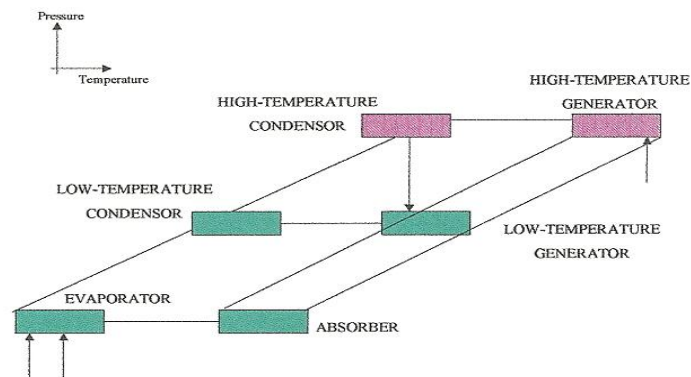 Pressure
Temperature
HIGH-TEMPERATURE
GENERATOR
HIGH-TEMPERATURE
CONDENSOR
LOW-TEMPERATURE
CONDENSOR
LOW-TEMPERATURE
GENERATOR
EVAPORATOR
ABSORBER